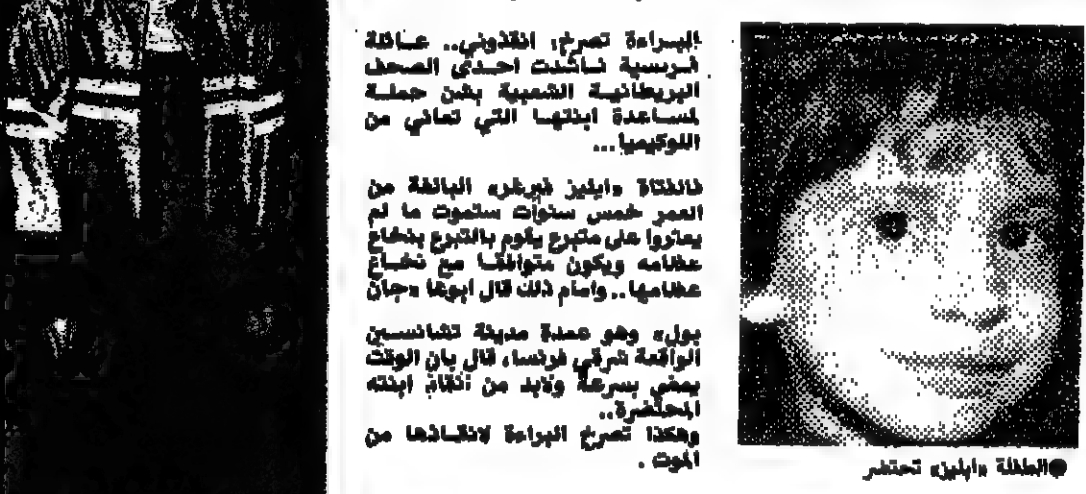 البراءة تصرخ: انقذوني.. عائلة
فرنسية ناشدت احدى الصحف
البريطانية الشعبية بشن حملة
لمساعدة ابنتها التي تعاني من
اللوكيميا...
فالفتاة «ايليز فيرغر» البالغة من
العمر خمس سنوات ستموت ما لم
يعثروا على متبرع يقوم بالتبرع بنخاع
عظامه ويكون متوافقا مع نخاع
عظامها.. وامام ذلك قال ابوها «جان
بول» وهو عمدة مدينة تشانسين
الواقعة شرقي فرنسا، قال بان الوقت
يمضي بسرعة ولابد من انقاذ ابنته
المحتضرة..
وهكذا تصرخ البراءة لانقاذها من
الموت .
●الطفلة «ايليز» تحتضر